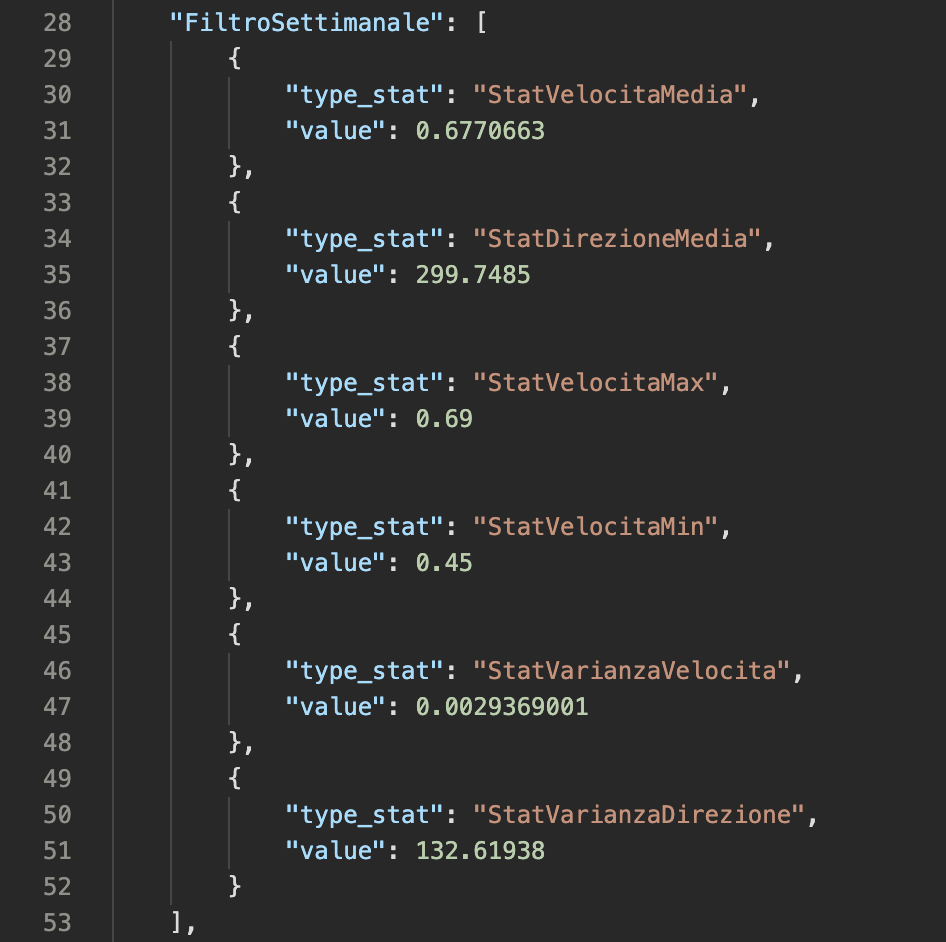 28 "FiltroSettimanale": [
29 {
30 "type_stat": "StatVelocitaMedia",
31 "value": 0.6770663
32 },
33 {
34 "type_stat": "StatDirezioneMedia",
35 "value": 299.7485
36 },
37 {
38 "type_stat": "StatVelocitaMax",
39 "value": 0.69
40 },
41 {
42 "type_stat": "StatVelocitaMin",
43 "value": 0.45
44 },
45 {
46 "type_stat": "StatVarianzaVelocita",
47 "value": 0.0029369001
48 },
49 {
50 "type_stat": "StatVarianzaDirezione",
51 "value": 132.61938
52 }
53 ],